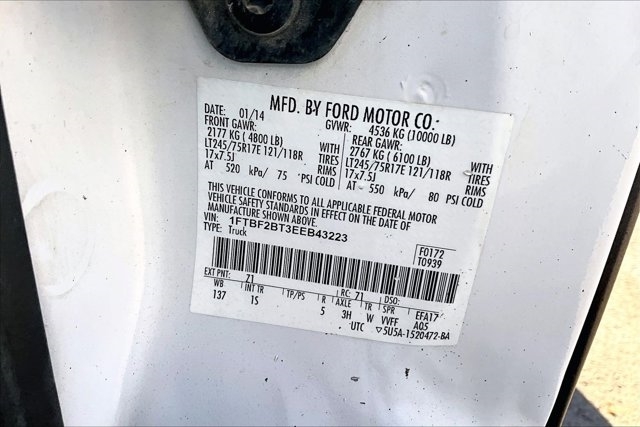 MFD. BY FORD MOTOR CO.
DATE: 01/14 GVWR: 4536 KG (10000 LB)
FRONT GAWR: REAR GAWR:
2177 KG (4800 LB) WITH 2767 KG (6100 LB) WITH
LT245/75R17E 121/118R TIRES LT245/75R17E 121/118R TIRES
17x7.5J RIMS 17x7.5J RIMS
AT 520 kPa/ 75 PSI COLD AT 550 kPa/ 80 PSI COLD
THIS VEHICLE CONFORMS TO ALL APPLICABLE FEDERAL MOTOR
VEHICLE SAFETY STANDARDS IN EFFECT ON THE DATE OF
MANUFACTURE SHOWN ABOVE.
VIN: 1FTBF2BT3EEB43223 F0172
TYPE: Truck T0939
EXT PNT: Z1 RC: 71 DSO:
WB INT TR TP/PS R AXLE TR SPR EFA17
137 15 5 3H W VVFF A05
UTC ▽5U5A-1520472-BA